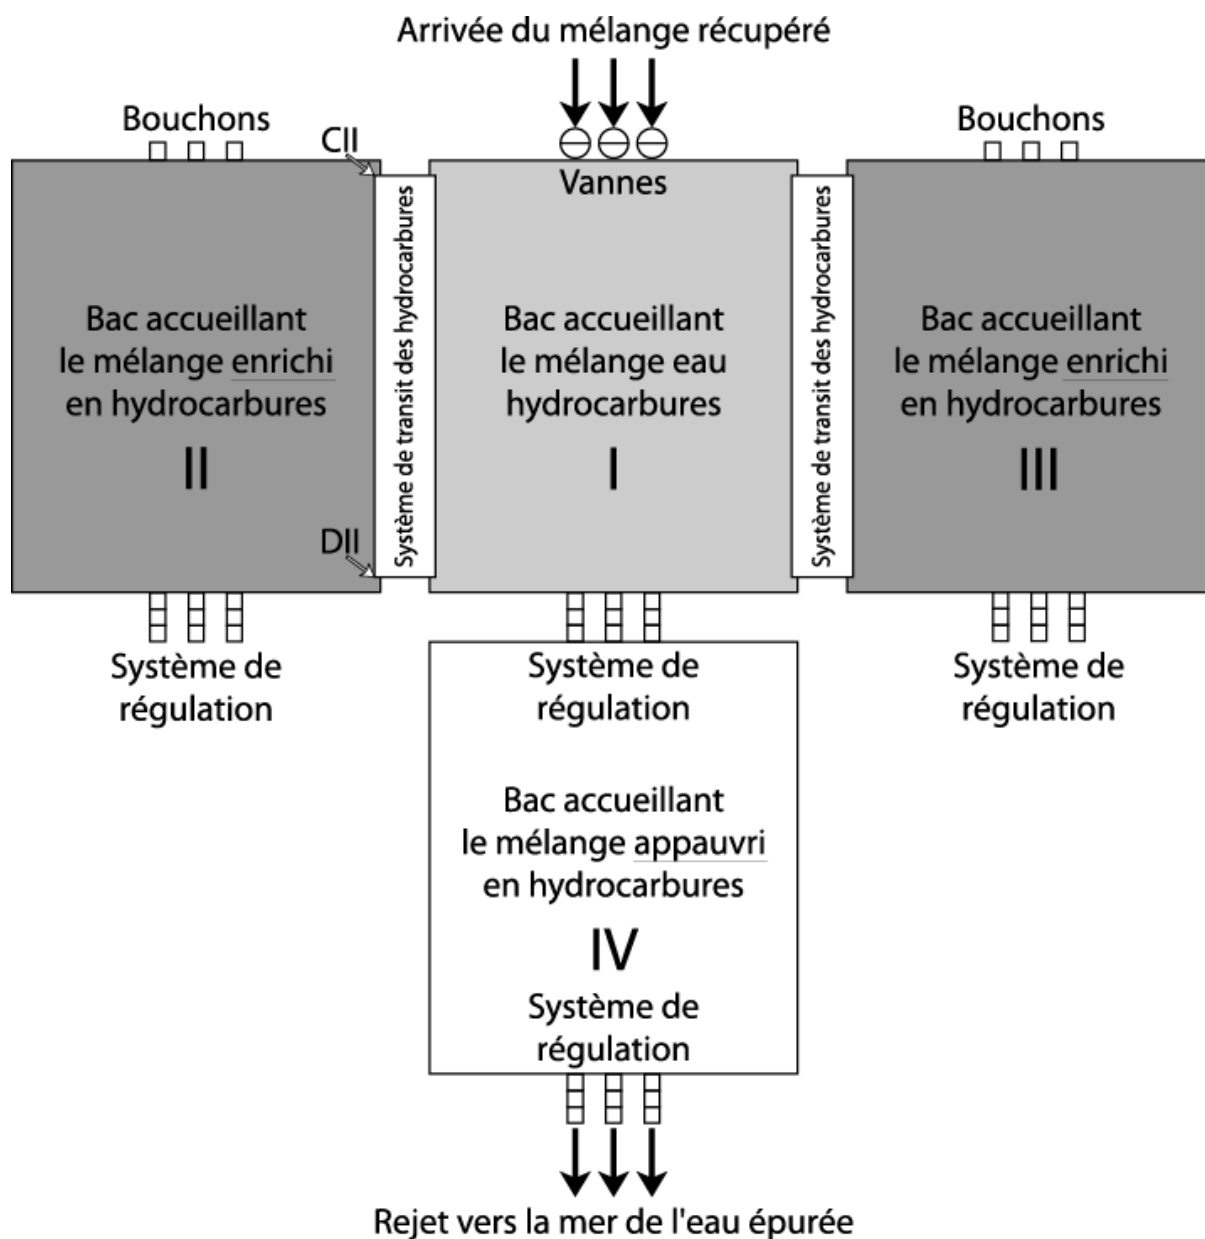 Arrivée du mélange récupéré
Bouchons
CII
Vannes
Bouchons
Bac accueillant
le mélange enrichi
en hydrocarbures
II
DII
Système de transit des hydrocarbures
Bac accueillant
le mélange eau
hydrocarbures
I
Système de transit des hydrocarbures
Bac accueillant
le mélange enrichi
en hydrocarbures
III
Système de
régulation
Système de
régulation
Système de
régulation
Bac accueillant
le mélange appauvri
en hydrocarbures
IV
Système de
régulation
Rejet vers la mer de l'eau épurée